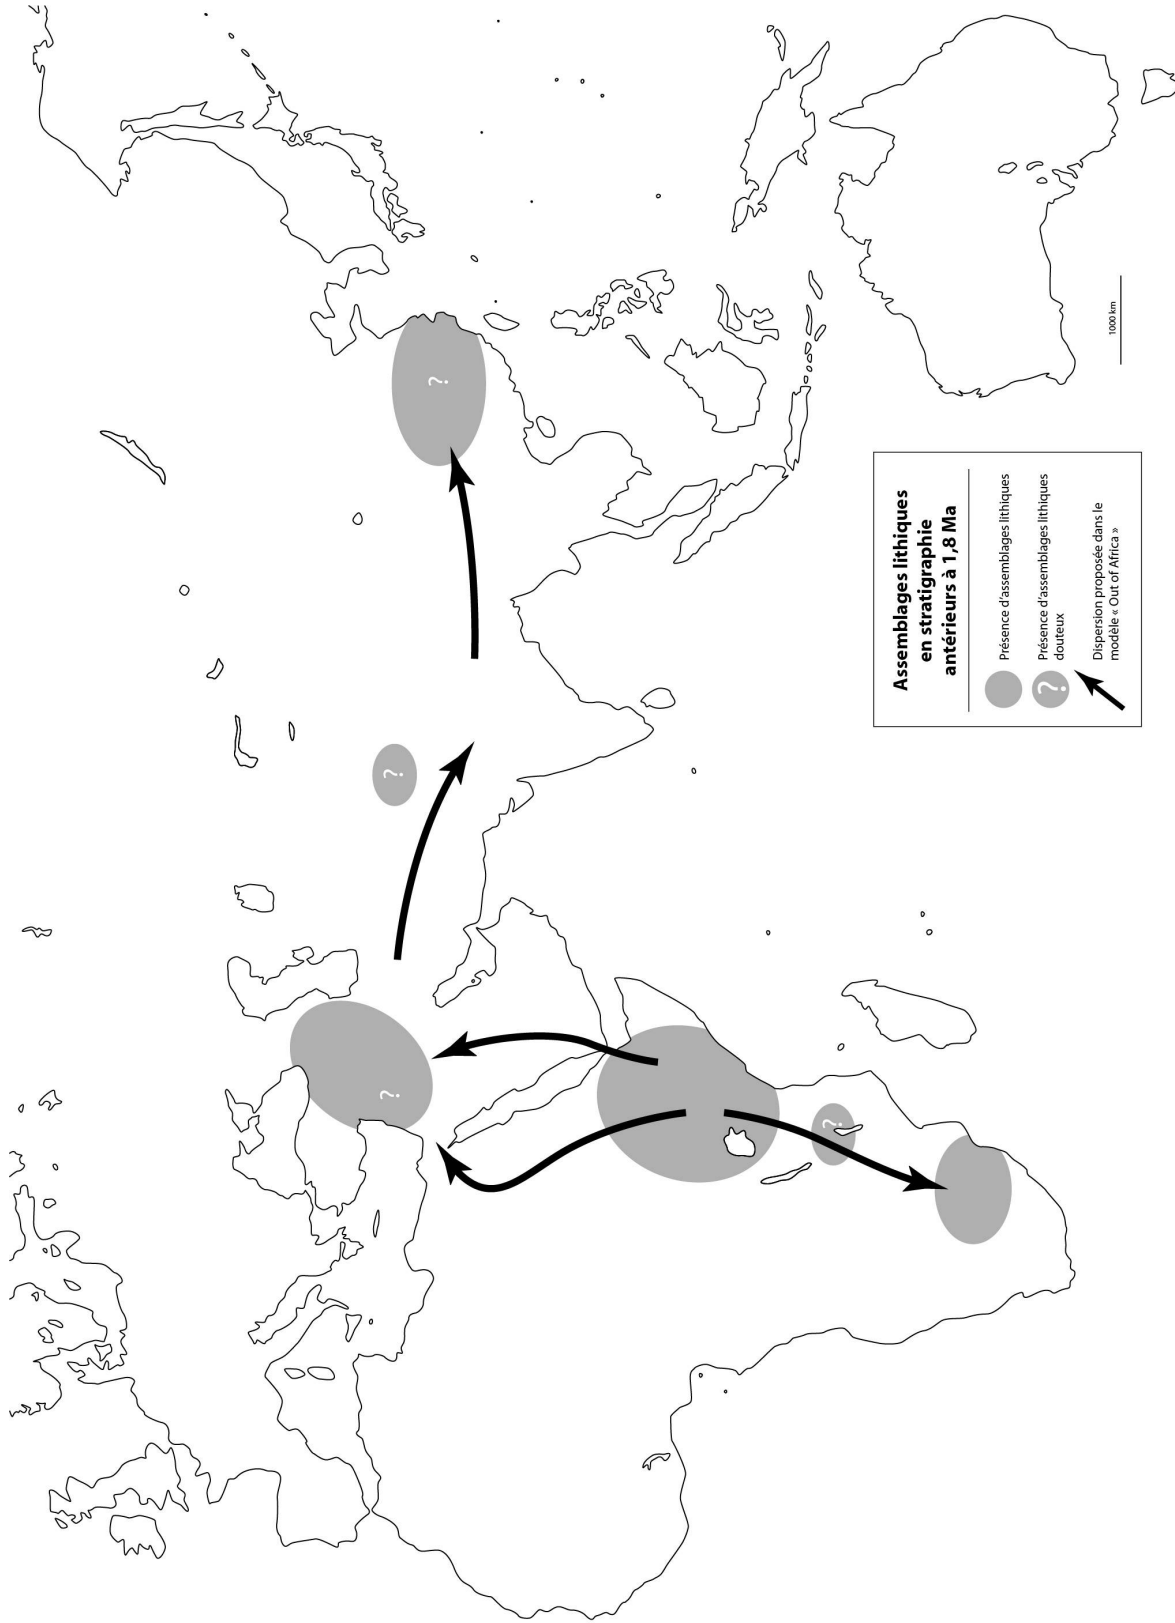 Assemblages lithiques
en stratigraphie
antérieurs à 1,8 Ma
Présence d'assemblages lithiques
?
Présence d'assemblages lithiques
douteux
Dispersion proposée dans le
modèle « Out of Africa »
1000 km
?
?
?
?